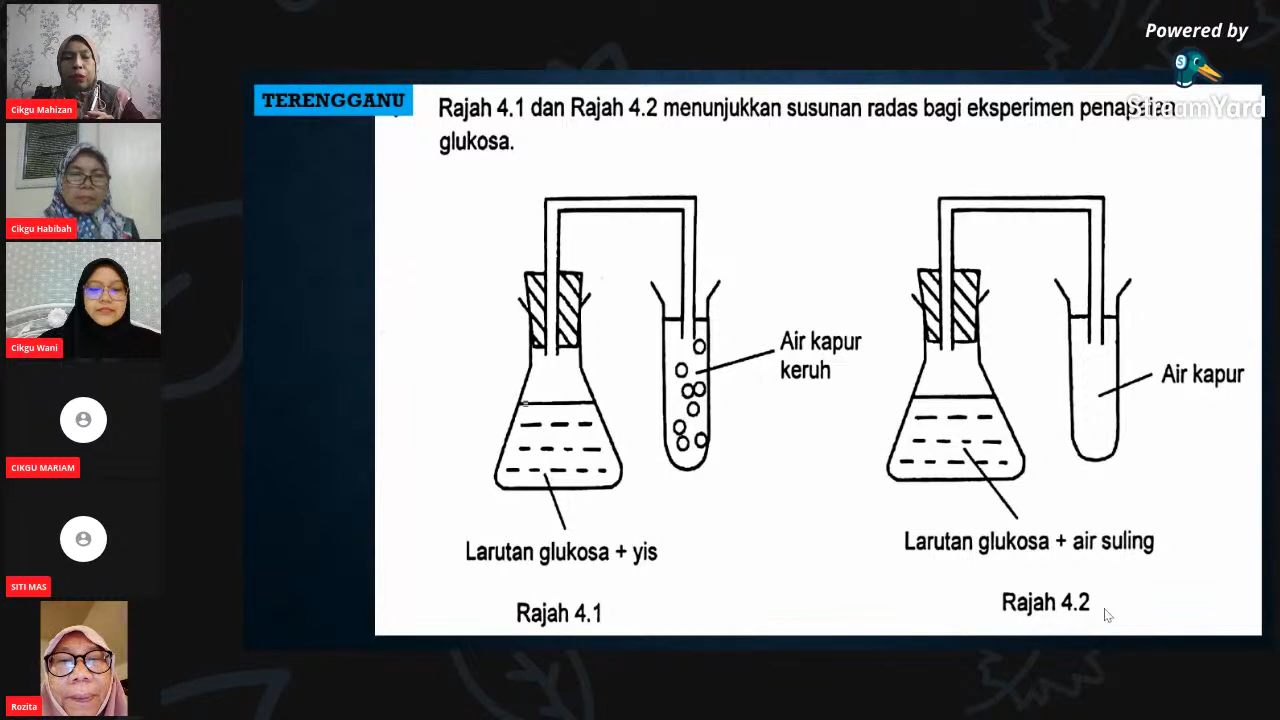 Powered by
S
StreamYard
TERENGGANU
Rajah 4.1 dan Rajah 4.2 menunjukkan susunan radas bagi eksperimen penapaian
glukosa.
Air kapur
keruh
Air kapur
Larutan glukosa + yis
Larutan glukosa + air suling
Rajah 4.1
Rajah 4.2
Cikgu Mahizan
Cikgu Habibah
Cikgu Wani
CIKGU MARIAM
SITI MAS
Rozita